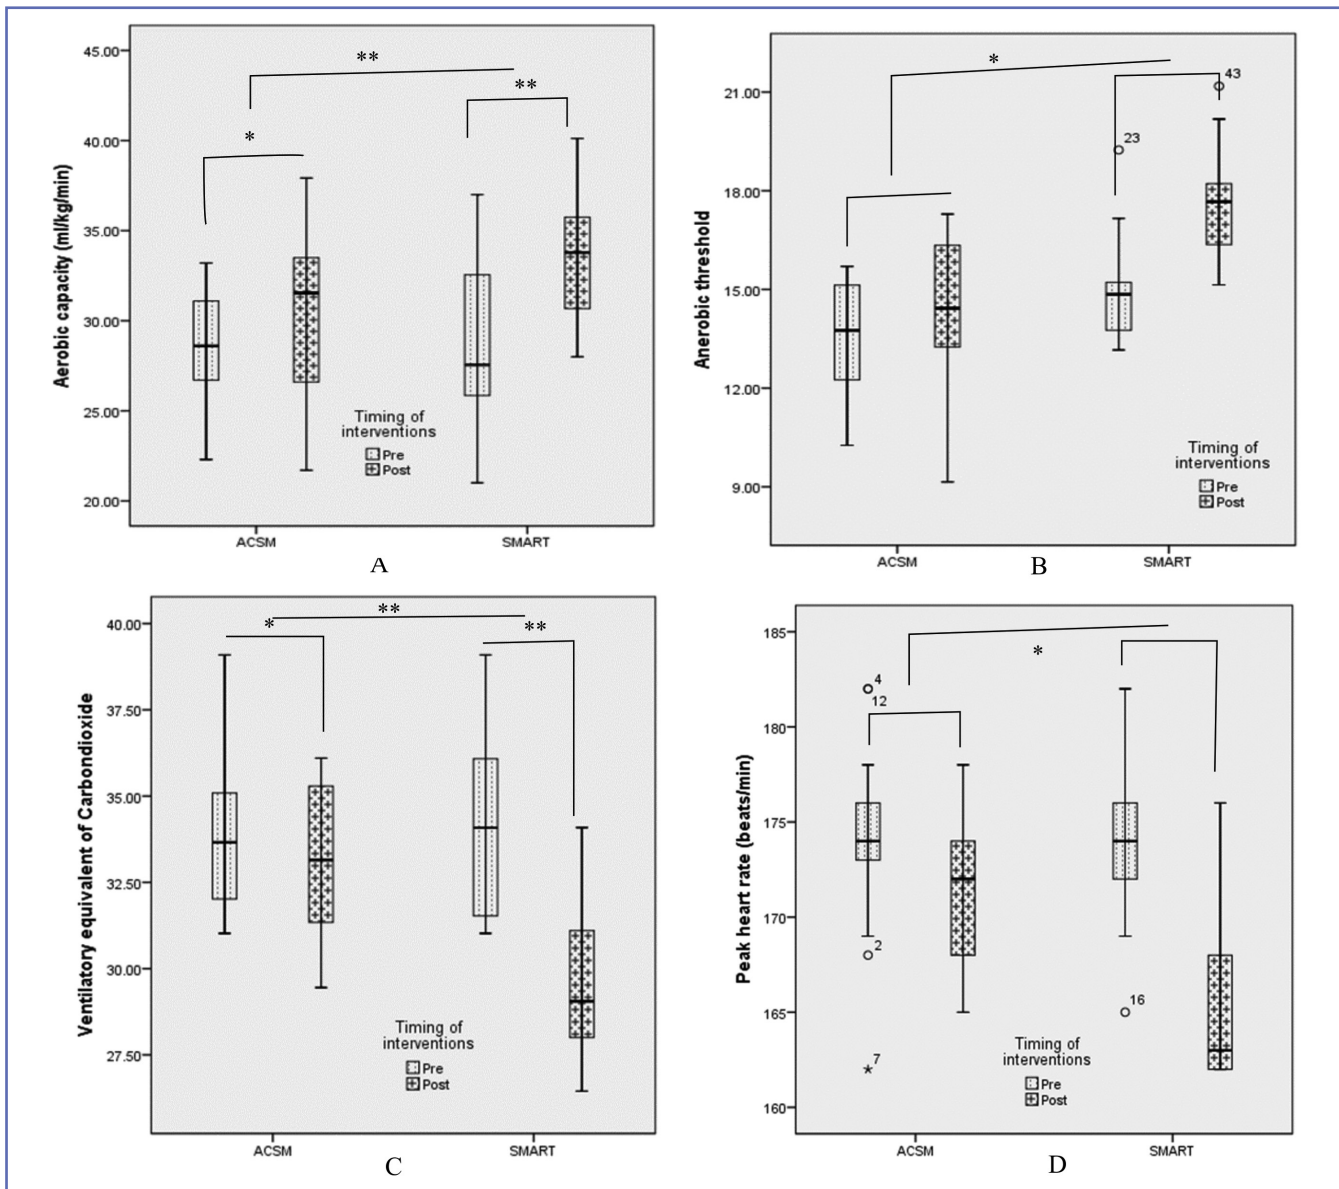 45.00
40.00
35.00
30.00
25.00
20.00
Aerobic capacity (ml/kg/min)
**
**
*
Timing of
interventions
Pre
Post
ACSM
SMART
A
21.00
18.00
15.00
12.00
9.00
Anerobic threshold
*
43
23
Timing of
interventions
Pre
Post
ACSM
SMART
B
40.00
37.50
35.00
32.50
30.00
27.50
Ventilatory equivalent of Carbondioxide
**
*
**
Timing of
interventions
Pre
Post
ACSM
SMART
C
185
180
175
170
165
160
Peak heart rate (beats/min)
*
4
12
2
7
16
Timing of
interventions
Pre
Post
ACSM
SMART
D